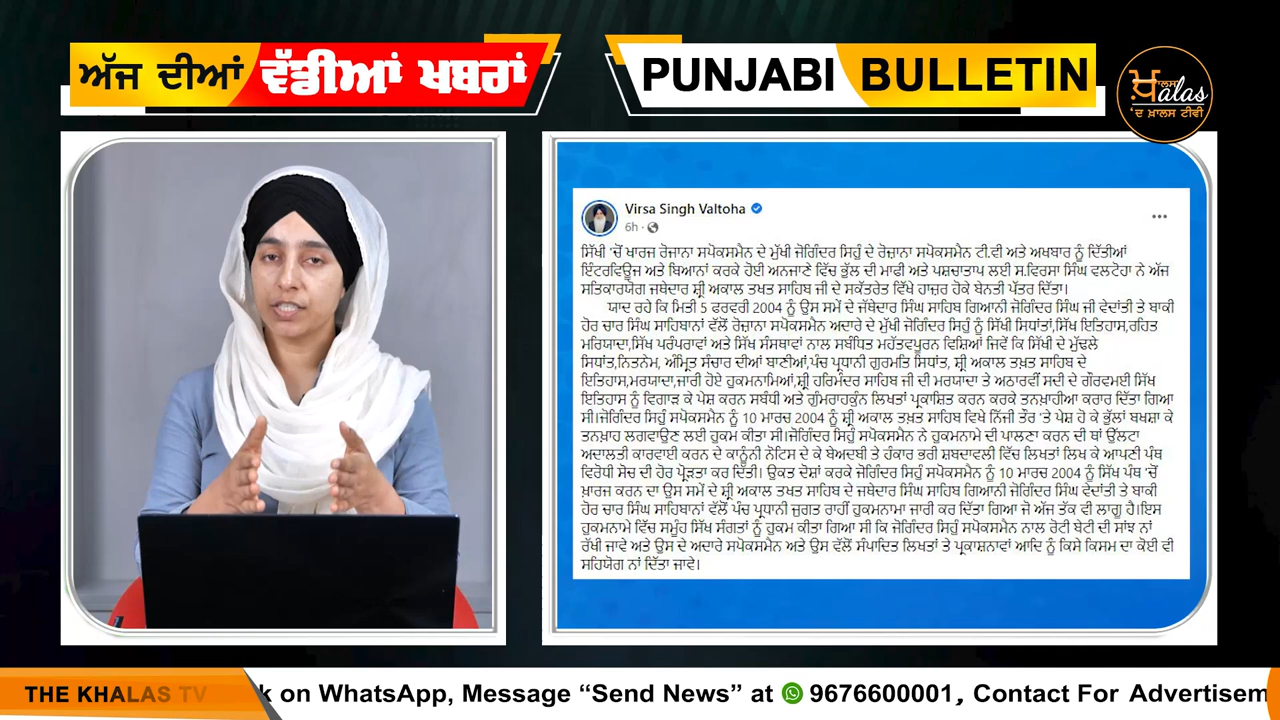 ਅੱਜ ਦੀਆਂ ਵੱਡੀਆਂ ਖਬਰਾਂ
PUNJABI BULLETIN
ਖ਼ਾਲਸ
alas
'ਦ ਖ਼ਾਲਸ ਟੀਵੀ
Virsa Singh Valtoha
6h ·
ਸਿੱਖੀ 'ਚੋਂ ਖਾਰਜ ਰੋਜਾਨਾ ਸਪੋਕਸਮੈਨ ਦੇ ਮੁੱਖੀ ਜੋਗਿੰਦਰ ਸਿਹੁੰ ਦੇ ਰੋਜ਼ਾਨਾ ਸਪੋਕਸਮੈਨ ਟੀ.ਵੀ ਅਤੇ ਅਖਬਾਰ ਨੂੰ ਦਿੱਤੀਆਂ
ਇੰਟਰਵਿਊਜ ਅਤੇ ਬਿਆਨਾਂ ਕਰਕੇ ਹੋਈ ਅਨਜਾਣੇ ਵਿੱਚ ਭੁੱਲ ਦੀ ਮਾਫੀ ਅਤੇ ਪਸ਼ਚਾਤਾਪ ਲਈ ਸ.ਵਿਰਸਾ ਸਿੰਘ ਵਲਟੋਹਾ ਨੇ ਅੱਜ
ਸਤਿਕਾਰਯੋਗ ਜਥੇਦਾਰ ਸ਼੍ਰੀ ਅਕਾਲ ਤਖਤ ਸਾਹਿਬ ਜੀ ਦੇ ਸਕੱਤਰੇਤ ਵਿੱਖੇ ਹਾਜ਼ਰ ਹੋਕੇ ਬੇਨਤੀ ਪੱਤਰ ਦਿੱਤਾ।
ਯਾਦ ਰਹੇ ਕਿ ਮਿਤੀ 5 ਫਰਵਰੀ 2004 ਨੂੰ ਉਸ ਸਮੇਂ ਦੇ ਜੱਥੇਦਾਰ ਸਿੰਘ ਸਾਹਿਬ ਗਿਆਨੀ ਜੋਗਿੰਦਰ ਸਿੰਘ ਜੀ ਵੇਦਾਂਤੀ ਤੇ ਬਾਕੀ
ਹੋਰ ਚਾਰ ਸਿੰਘ ਸਾਹਿਬਾਨਾਂ ਵੱਲੋਂ ਰੋਜ਼ਾਨਾ ਸਪੋਕਸਮੈਨ ਅਦਾਰੇ ਦੇ ਮੁੱਖੀ ਜੋਗਿੰਦਰ ਸਿਹੁੰ ਨੂੰ ਸਿੱਖੀ ਸਿਧਾਂਤਾਂ,ਸਿੱਖ ਇਤਿਹਾਸ,ਰਹਿਤ
ਮਰਿਯਾਦਾ,ਸਿੱਖ ਪਰੰਪਰਾਵਾਂ ਅਤੇ ਸਿੱਖ ਸੰਸਥਾਵਾਂ ਨਾਲ ਸਬੰਧਿਤ ਮਹੱਤਵਪੂਰਨ ਵਿਸ਼ਿਆਂ ਜਿਵੇਂ ਕਿ ਸਿੱਖੀ ਦੇ ਮੁੱਢਲੇ
ਸਿਧਾਂਤ,ਨਿਤਨੇਮ, ਅੰਮ੍ਰਿਤ ਸੰਚਾਰ ਦੀਆਂ ਬਾਣੀਆਂ,ਪੰਚ ਪ੍ਰਧਾਨੀ ਗੁਰਮਤਿ ਸਿਧਾਂਤ, ਸ਼੍ਰੀ ਅਕਾਲ ਤਖ਼ਤ ਸਾਹਿਬ ਦੇ
ਇਤਿਹਾਸ,ਮਰਯਾਦਾ,ਜਾਰੀ ਹੋਏ ਹੁਕਮਨਾਮਿਆਂ,ਸ਼੍ਰੀ ਹਰਿਮੰਦਰ ਸਾਹਿਬ ਜੀ ਦੀ ਮਰਯਾਦਾ ਤੇ ਅਠਾਰਵੀਂ ਸਦੀ ਦੇ ਗੌਰਵਮਈ ਸਿੱਖ
ਇਤਿਹਾਸ ਨੂੰ ਵਿਗਾੜ ਕੇ ਪੇਸ਼ ਕਰਨ ਸਬੰਧੀ ਅਤੇ ਗੁੰਮਰਾਹਕੁੰਨ ਲਿਖਤਾਂ ਪ੍ਰਕਾਸ਼ਿਤ ਕਰਨ ਕਰਕੇ ਤਨਖ਼ਾਹੀਆ ਕਰਾਰ ਦਿੱਤਾ ਗਿਆ
ਸੀ।ਜੋਗਿੰਦਰ ਸਿਹੁੰ ਸਪੋਕਸਮੈਨ ਨੂੰ 10 ਮਾਰਚ 2004 ਨੂੰ ਸ਼੍ਰੀ ਅਕਾਲ ਤਖ਼ਤ ਸਾਹਿਬ ਵਿਖੇ ਨਿੱਜੀ ਤੌਰ 'ਤੇ ਪੇਸ਼ ਹੋ ਕੇ ਭੁੱਲਾਂ ਬਖਸ਼ਾ ਕੇ
ਤਨਖ਼ਾਹ ਲਗਵਾਉਣ ਲਈ ਹੁਕਮ ਕੀਤਾ ਸੀ।ਜੋਗਿੰਦਰ ਸਿਹੁੰ ਸਪੋਕਸਮੈਨ ਨੇ ਹੁਕਮਨਾਮੇ ਦੀ ਪਾਲਣਾ ਕਰਨ ਦੀ ਥਾਂ ਉੱਲਟਾ
ਅਦਾਲਤੀ ਕਾਰਵਾਈ ਕਰਨ ਦੇ ਕਾਨੂੰਨੀ ਨੋਟਿਸ ਦੇ ਕੇ ਬੇਅਦਬੀ ਤੇ ਹੰਕਾਰ ਭਰੀ ਸ਼ਬਦਾਵਲੀ ਵਿੱਚ ਲਿਖਤਾਂ ਲਿਖ ਕੇ ਆਪਣੀ ਪੰਥ
ਵਿਰੋਧੀ ਸੋਚ ਦੀ ਹੋਰ ਪ੍ਰੋੜਤਾ ਕਰ ਦਿੱਤੀ। ਉਕਤ ਦੋਸ਼ਾਂ ਕਰਕੇ ਜੋਗਿੰਦਰ ਸਿਹੁੰ ਸਪੋਕਸਮੈਨ ਨੂੰ 10 ਮਾਰਚ 2004 ਨੂੰ ਸਿੱਖ ਪੰਥ 'ਚੋਂ
ਖ਼ਾਰਜ ਕਰਨ ਦਾ ਉਸ ਸਮੇਂ ਦੇ ਸ਼੍ਰੀ ਅਕਾਲ ਤਖਤ ਸਾਹਿਬ ਦੇ ਜਥੇਦਾਰ ਸਿੰਘ ਸਾਹਿਬ ਗਿਆਨੀ ਜੋਗਿੰਦਰ ਸਿੰਘ ਵੇਦਾਂਤੀ ਤੇ ਬਾਕੀ
ਹੋਰ ਚਾਰ ਸਿੰਘ ਸਾਹਿਬਾਨਾਂ ਵੱਲੋਂ ਪੰਚ ਪ੍ਰਧਾਨੀ ਜੁਗਤ ਰਾਹੀਂ ਹੁਕਮਨਾਮਾ ਜਾਰੀ ਕਰ ਦਿੱਤਾ ਗਿਆ ਜੋ ਅੱਜ ਤੱਕ ਵੀ ਲਾਗੂ ਹੈ।ਇਸ
ਹੁਕਮਨਾਮੇ ਵਿੱਚ ਸਮੂੰਹ ਸਿੱਖ ਸੰਗਤਾਂ ਨੂੰ ਹੁਕਮ ਕੀਤਾ ਗਿਆ ਸੀ ਕਿ ਜੋਗਿੰਦਰ ਸਿਹੁੰ ਸਪੋਕਸਮੈਨ ਨਾਲ ਰੋਟੀ ਬੇਟੀ ਦੀ ਸਾਂਝ ਨਾਂ
ਰੱਖੀ ਜਾਵੇ ਅਤੇ ਉਸ ਦੇ ਅਦਾਰੇ ਸਪੋਕਸਮੈਨ ਅਤੇ ਉਸ ਵੱਲੋਂ ਸੰਪਾਦਿਤ ਲਿਖਤਾਂ ਤੇ ਪ੍ਰਕਾਸ਼ਨਾਵਾਂ ਆਦਿ ਨੂੰ ਕਿਸੇ ਕਿਸਮ ਦਾ ਕੋਈ ਵੀ
ਸਹਿਯੋਗ ਨਾਂ ਦਿੱਤਾ ਜਾਵੇ।
THE KHALAS TV k on WhatsApp, Message “Send News” at 9676600001, Contact For Advertisem